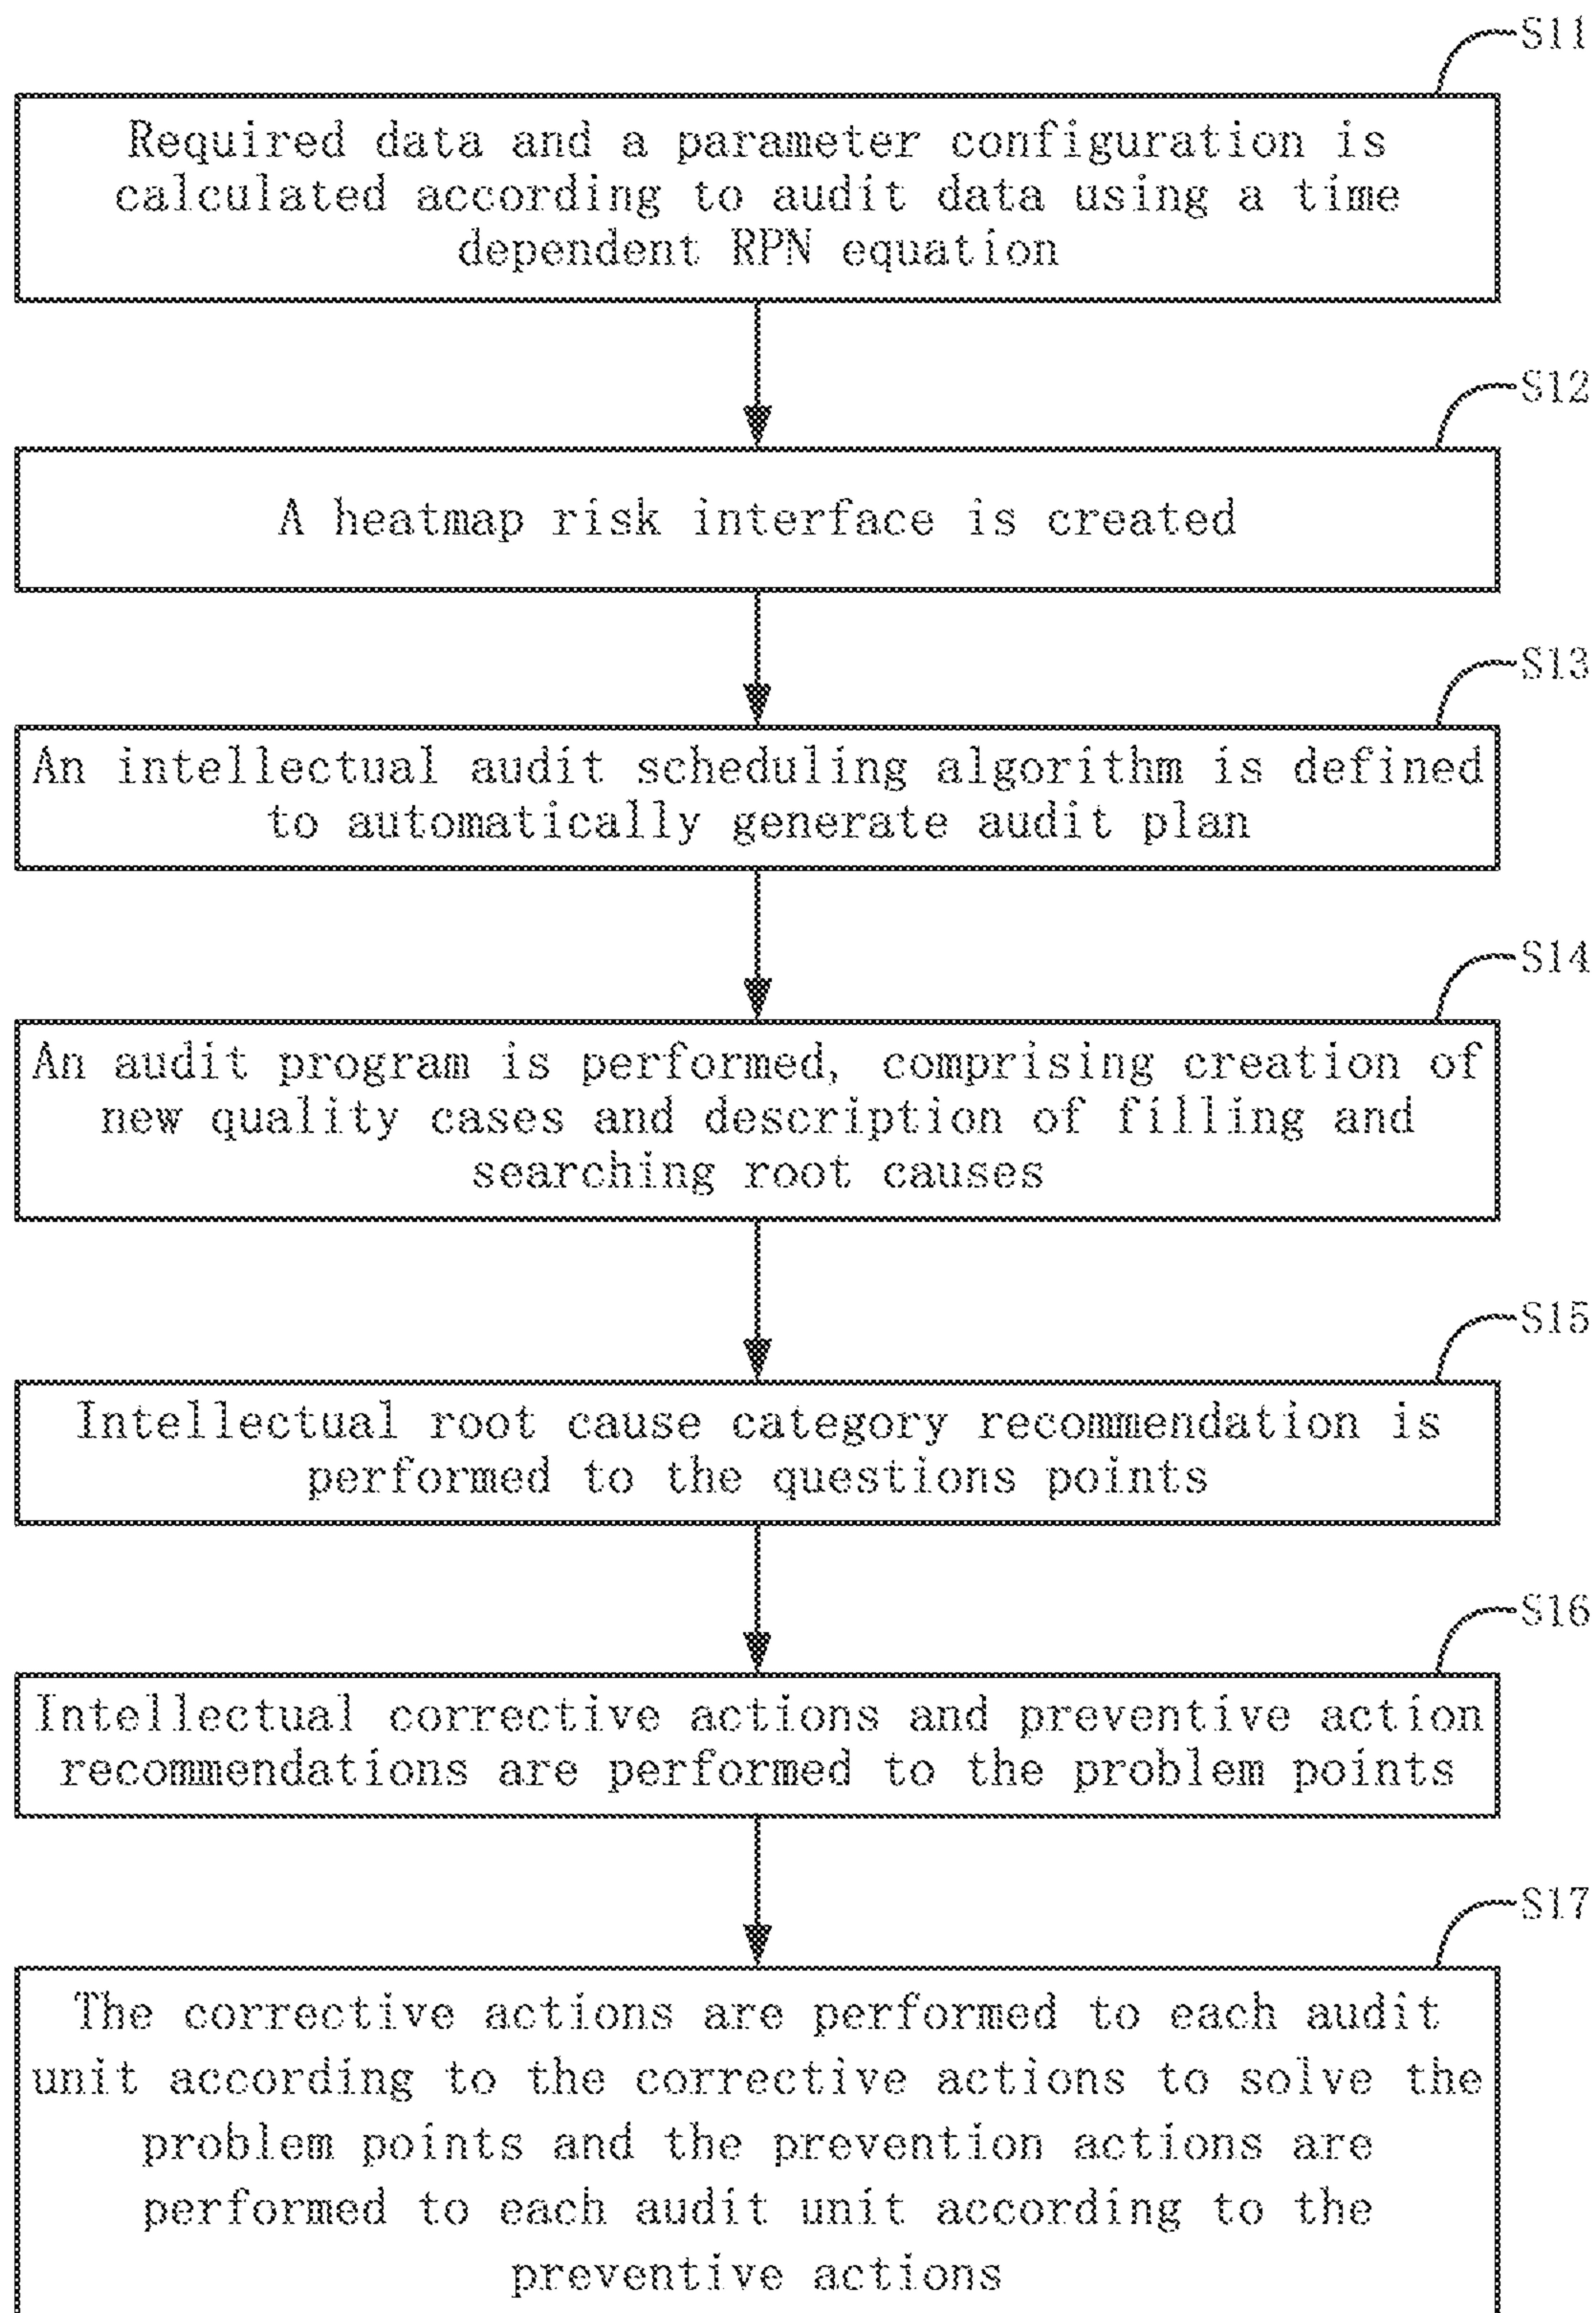 S11
Required data and a parameter configuration is
calculated according to audit data using a time
dependent RPN equation
S12
A heatmap risk interface is created
S13
An intellectual audit scheduling algorithm is defined
to automatically generate audit plan
S14
An audit program is performed, comprising creation of
new quality cases and description of filling and
searching root causes
S15
Intellectual root cause category recommendation is
performed to the questions points
S16
Intellectual corrective actions and preventive action
recommendations are performed to the problem points
S17
The corrective actions are performed to each audit
unit according to the corrective actions to solve the
problem points and the prevention actions are
performed to each audit unit according to the
preventive actions